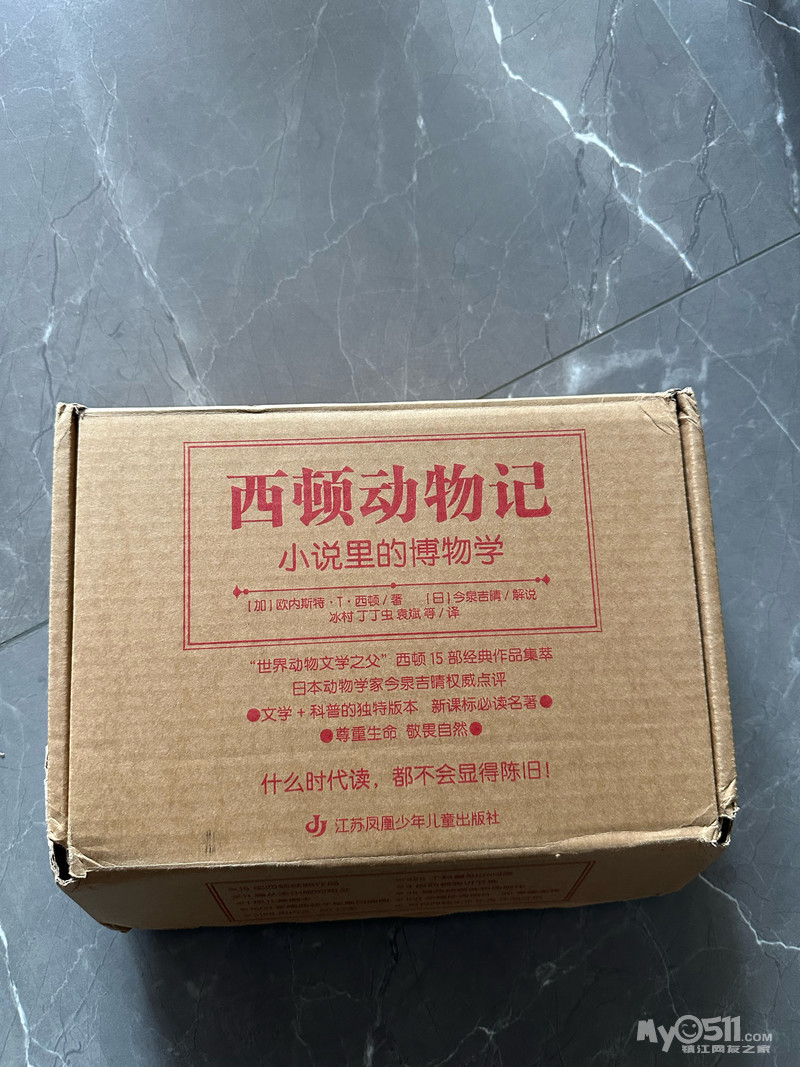 西顿动物记
小说里的博物学
[加] 欧内斯特·T·西顿/著 [日] 今泉吉晴/解说
冰村 丁丁虫 袁斌 等/译
“世界动物文学之父” 西顿 15 部经典作品集萃
日本动物学家今泉吉晴权威点评
●文学 + 科普的独特版本 新课标必读名著●
●尊重生命 敬畏自然●
什么时代读，都不会显得陈旧！
江苏凤凰少年儿童出版社
My0511.COM
镇江网友之家